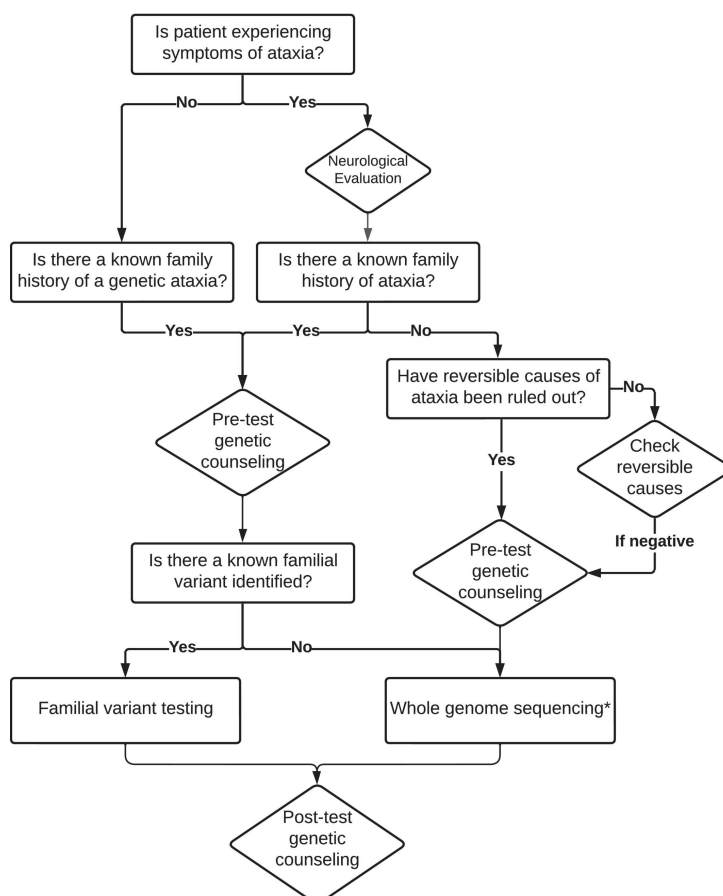 Is patient experiencing
symptoms of ataxia?
No
Yes
Neurological
Evaluation
Is there a known family
history of a genetic ataxia?
Is there a known family
history of ataxia?
Yes
Yes
No
Have reversible causes of
ataxia been ruled out?
No
Pre-test
genetic
counseling
Yes
Check
reversible
causes
If negative
Is there a known familial
variant identified?
Pre-test
genetic
counseling
Yes
No
Familial variant testing
Whole genome sequencing*
Post-test
genetic
counseling